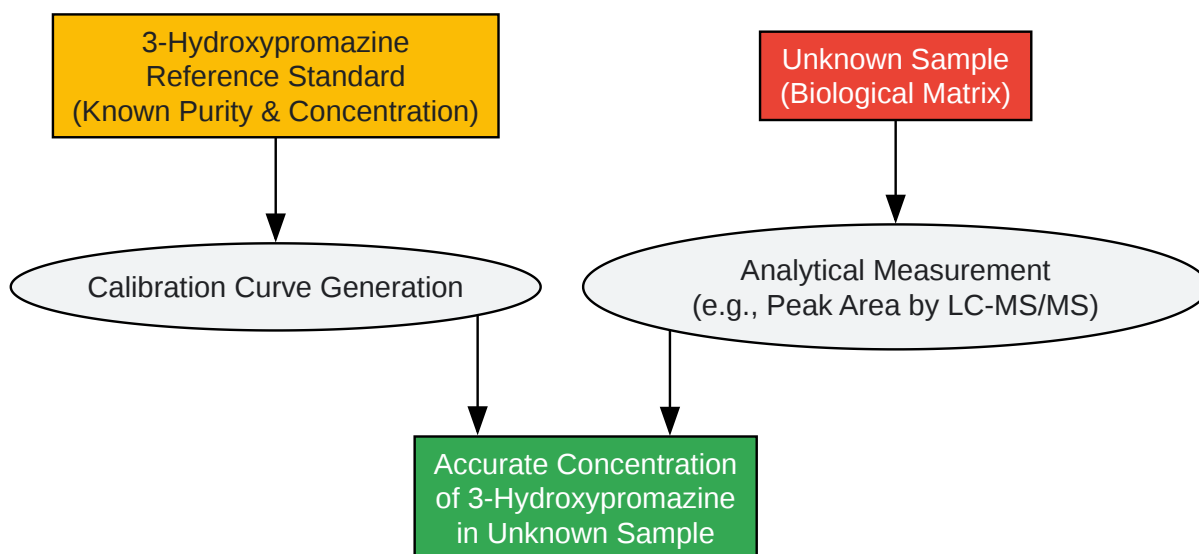 3-Hydroxypromazine
Reference Standard
(Known Purity & Concentration)
Unknown Sample
(Biological Matrix)
Calibration Curve Generation
Analytical Measurement
(e.g., Peak Area by LC-MS/MS)
Accurate Concentration
of 3-Hydroxypromazine
in Unknown Sample